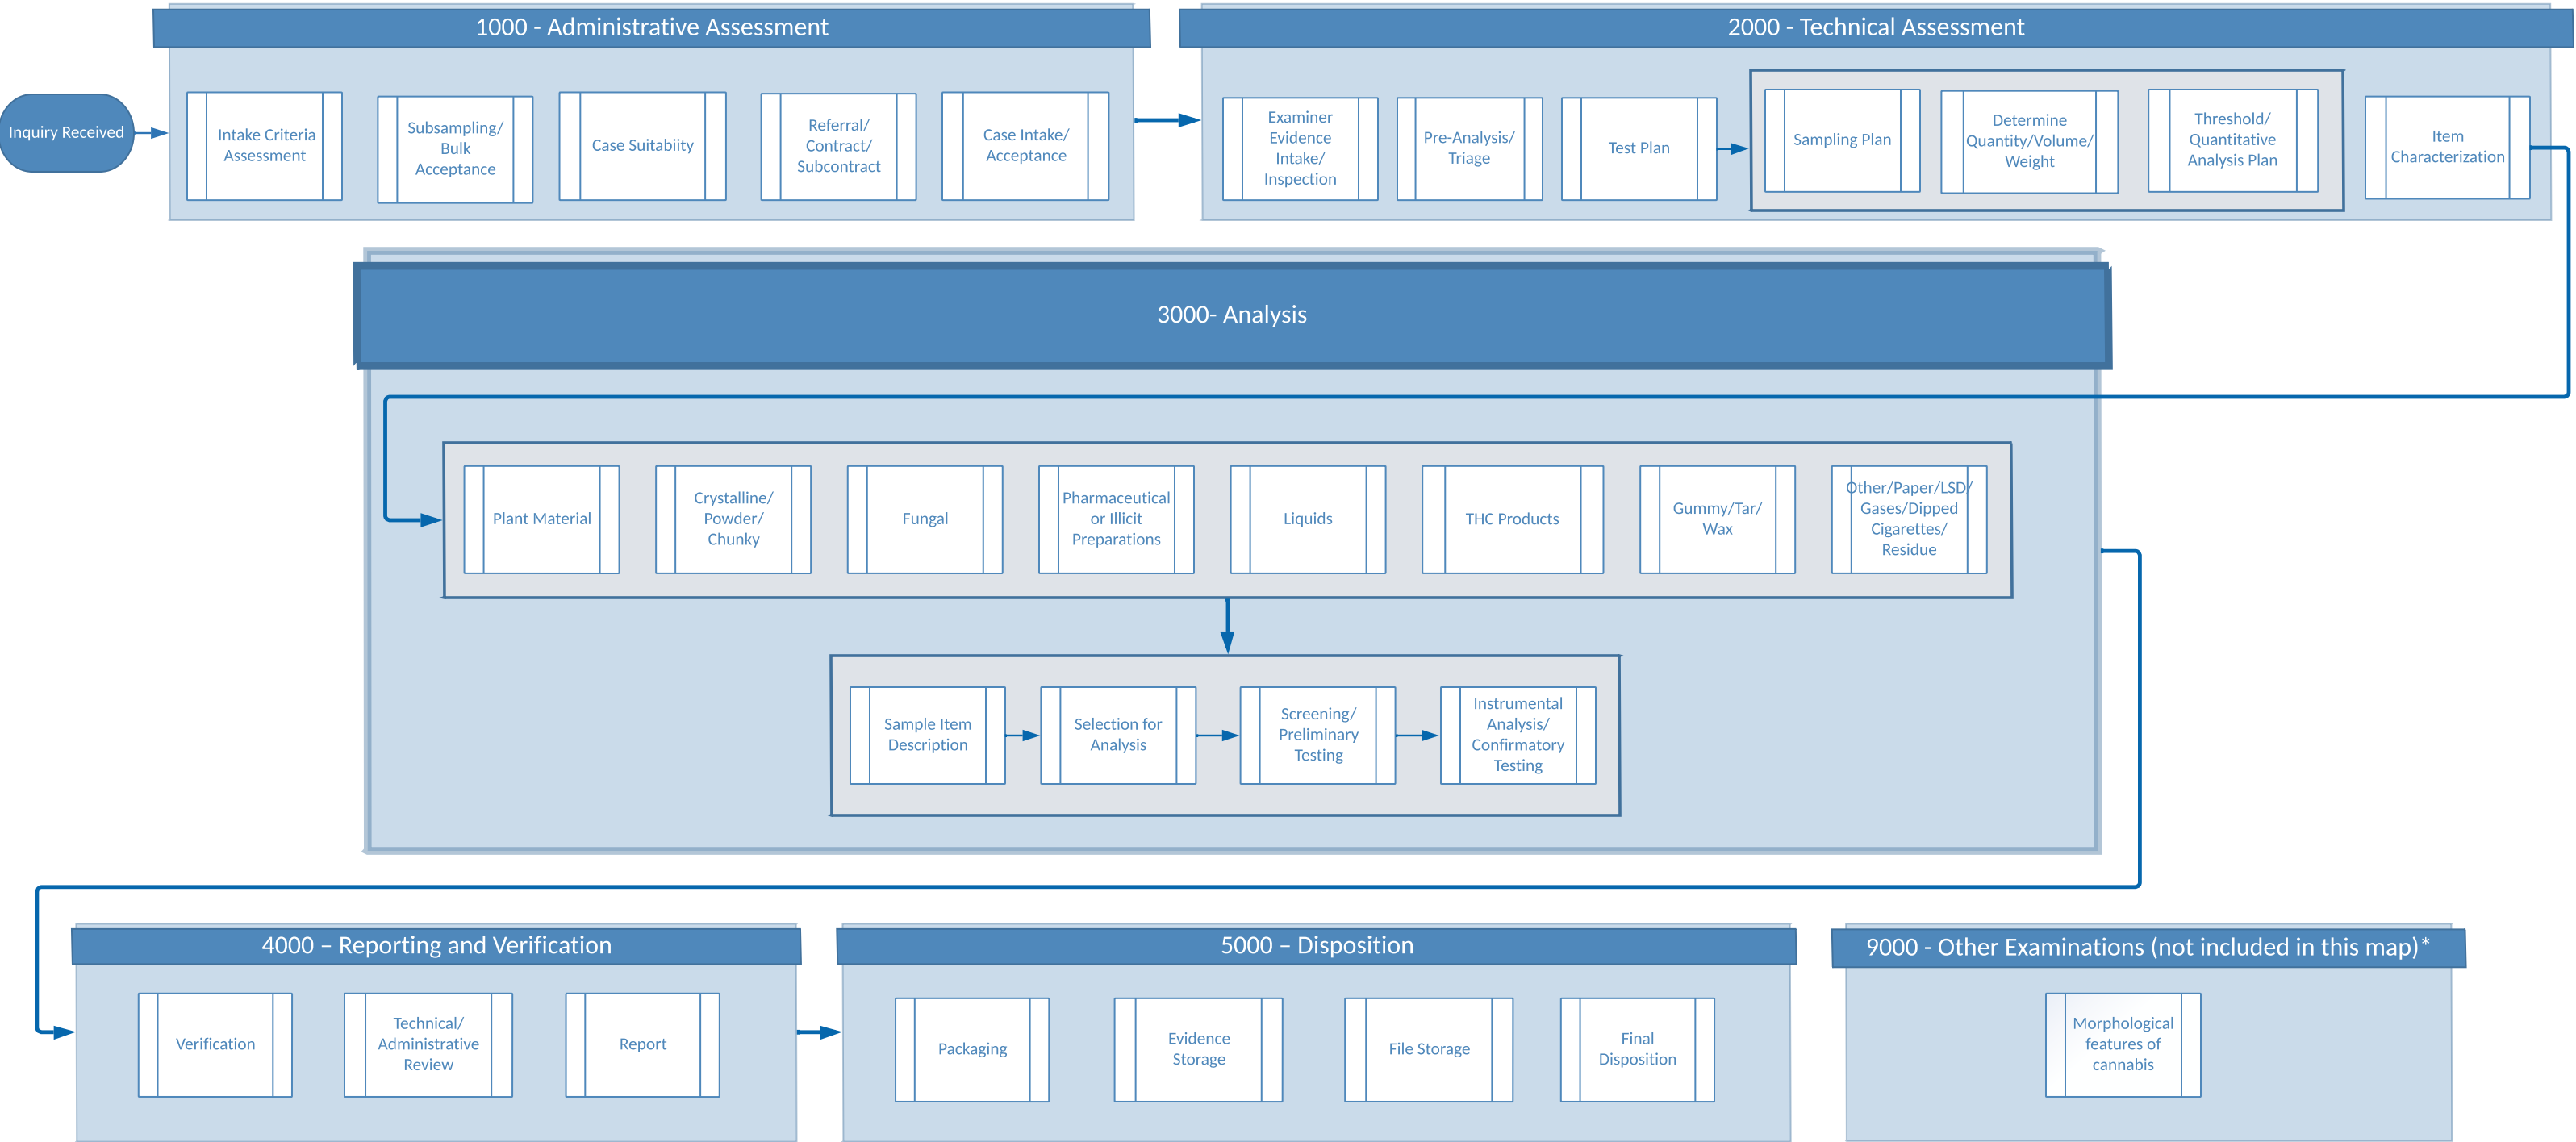 1000 - Administrative Assessment
2000 - Technical Assessment
Inquiry Received
Intake Criteria
Assessment
Subsampling/
Bulk
Acceptance
Case Suitabiity
Referral/
Contract/
Subcontract
Case Intake/
Acceptance
Examiner
Evidence
Intake/
Inspection
Pre-Analysis/
Triage
Test Plan
Sampling Plan
Determine
Quantity/Volume/
Weight
Threshold/
Quantitative
Analysis Plan
Item
Characterization
3000- Analysis
Plant Material
Crystalline/
Powder/
Chunky
Fungal
Pharmaceutical
or Illicit
Preparations
Liquids
THC Products
Gummy/Tar/
Wax
Other/Paper/LSD/
Gases/Dipped
Cigarettes/
Residue
Sample Item
Description
Selection for
Analysis
Screening/
Preliminary
Testing
Instrumental
Analysis/
Confirmatory
Testing
4000 – Reporting and Verification
5000 – Disposition
9000 - Other Examinations (not included in this map)*
Verification
Technical/
Administrative
Review
Report
Packaging
Evidence
Storage
File Storage
Final
Disposition
Morphological
features of
cannabis